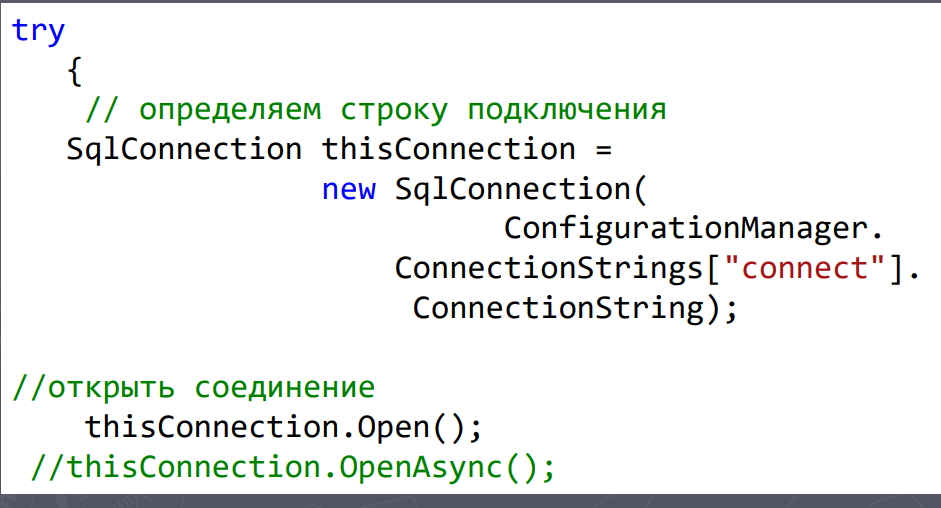 try
{
// определяем строку подключения
SqlConnection thisConnection =
new SqlConnection(
ConfigurationManager.
ConnectionStrings["connect"].
ConnectionString);
//открыть соединение
thisConnection.Open();
//thisConnection.OpenAsync();